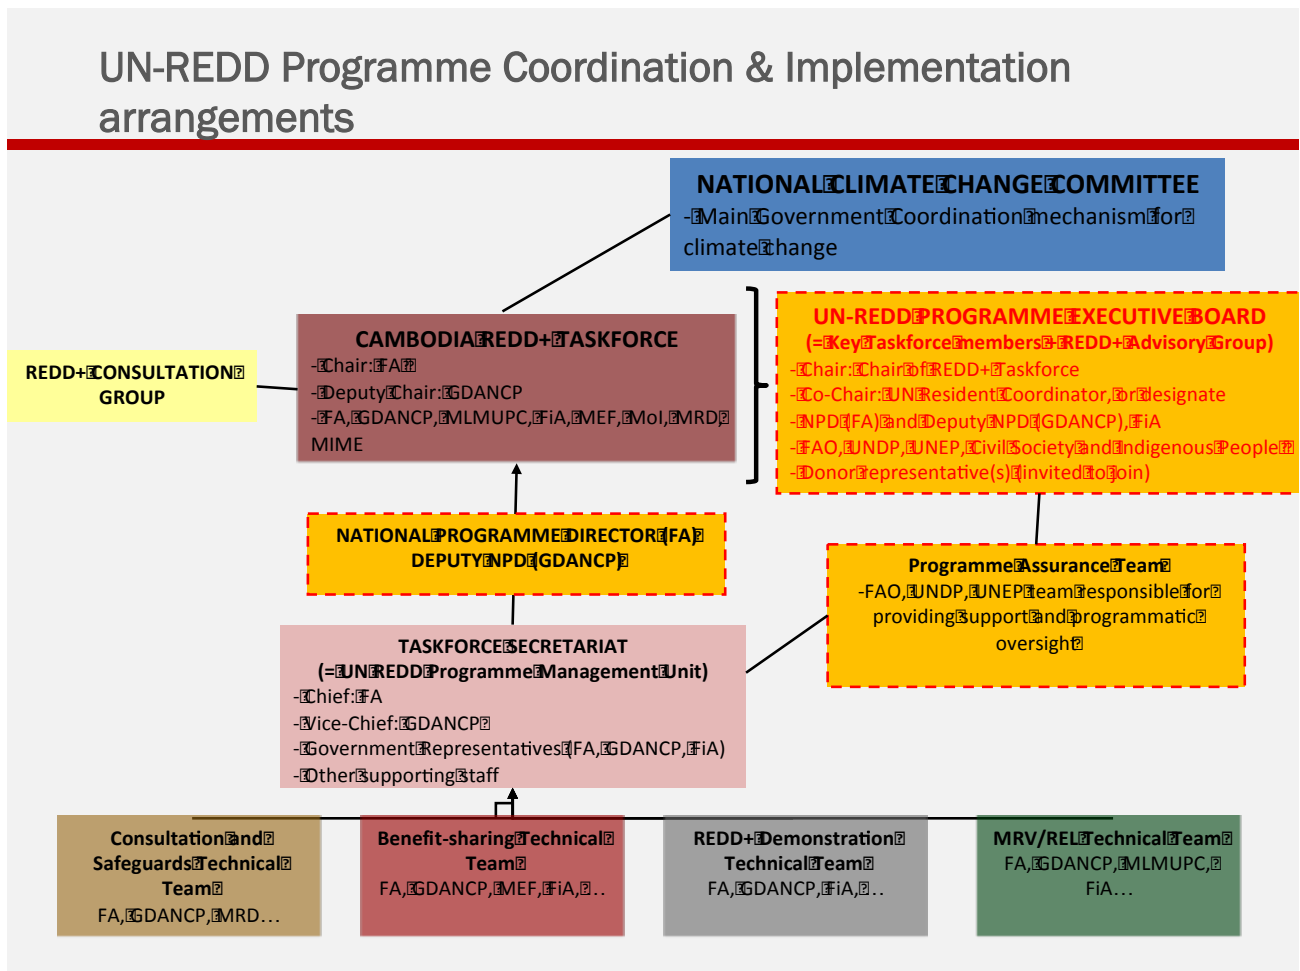 UN-REDD Programme Coordination & Implementation
arrangements
NATIONAL CLIMATE CHANGE COMMITTEE
- Main Government Coordination mechanism for
climate change
CAMBODIA REDD+ TASKFORCE
- Chair: FA
- Deputy Chair: GDANCP
- FA, GDANCP, MLMUPC, FiA, MEF, MoI, MRD,
MIME
REDD+ CONSULTATION
GROUP
UN-REDD PROGRAMME EXECUTIVE BOARD
(= Key Taskforce members + REDD+ Advisory Group)
- Chair: Chair of REDD+ Taskforce
- Co-Chair: UN Resident Coordinator, or designate
- NPD (FA) and Deputy NPD (GDANCP), FiA
- FAO, UNDP, UNEP, Civil Society and Indigenous People
- Donor representative(s) (invited to join)
NATIONAL PROGRAMME DIRECTOR (FA)
DEPUTY NPD (GDANCP)
Programme Assurance Team
-FAO, UNDP, UNEP team responsible for
providing support and programmatic
oversight
TASKFORCE SECRETARIAT
(= UN REDD Programme Management Unit)
- Chief: FA
- Vice-Chief: GDANCP
- Government Representatives (FA, GDANCP, FiA)
- Other supporting staff
Consultation and
Safeguards Technical
Team
FA, GDANCP, MRD...
Benefit-sharing Technical
Team
FA, GDANCP, MEF, FiA, ..
REDD+ Demonstration
Technical Team
FA, GDANCP, FiA, ..
MRV/REL Technical Team
FA, GDANCP, MLMUPC,
FiA...